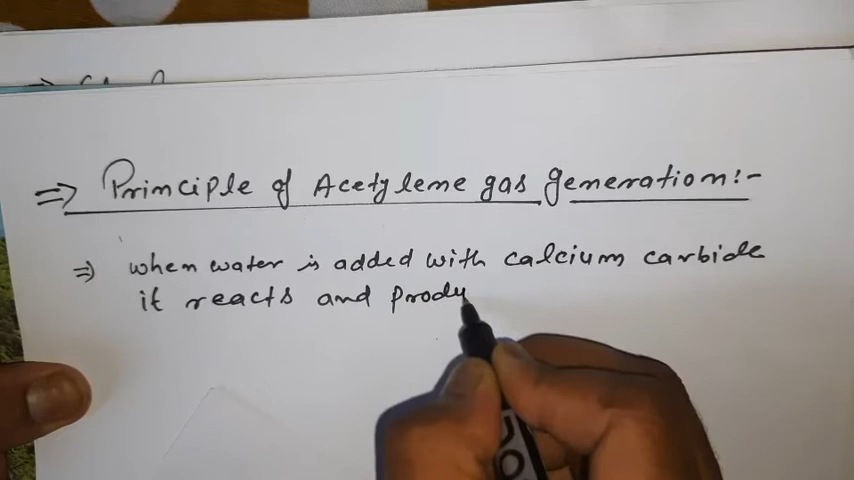 ⇒ Principle of Acetylene gas generation:-
⇒ when water is added with calcium carbide
it reacts and produ